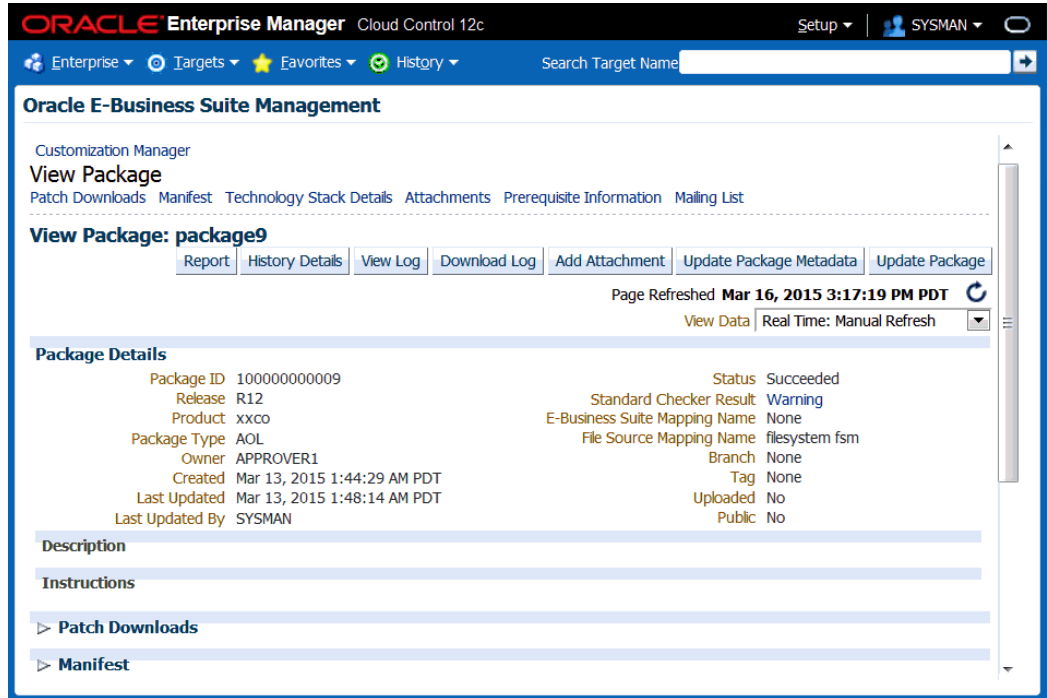 ORACLE Enterprise Manager Cloud Control 12c Setup SYSMAN
Enterprise Targets Favorites History Search Target Name
Oracle E-Business Suite Management
Customization Manager
View Package
Patch Downloads Manifest Technology Stack Details Attachments Prerequisite Information Mailing List
View Package: package9
Report History Details View Log Download Log Add Attachment Update Package Metadata Update Package
Page Refreshed Mar 16, 2015 3:17:19 PM PDT
View Data Real Time: Manual Refresh
Package Details
Package ID 100000000009 Status Succeeded
Release R12 Standard Checker Result Warning
Product xxco E-Business Suite Mapping Name None
Package Type AOL File Source Mapping Name filesystem fsm
Owner APPROVER1 Branch None
Created Mar 13, 2015 1:44:29 AM PDT Tag None
Last Updated Mar 13, 2015 1:48:14 AM PDT Uploaded No
Last Updated By SYSMAN Public No
Description
Instructions
Patch Downloads
Manifest